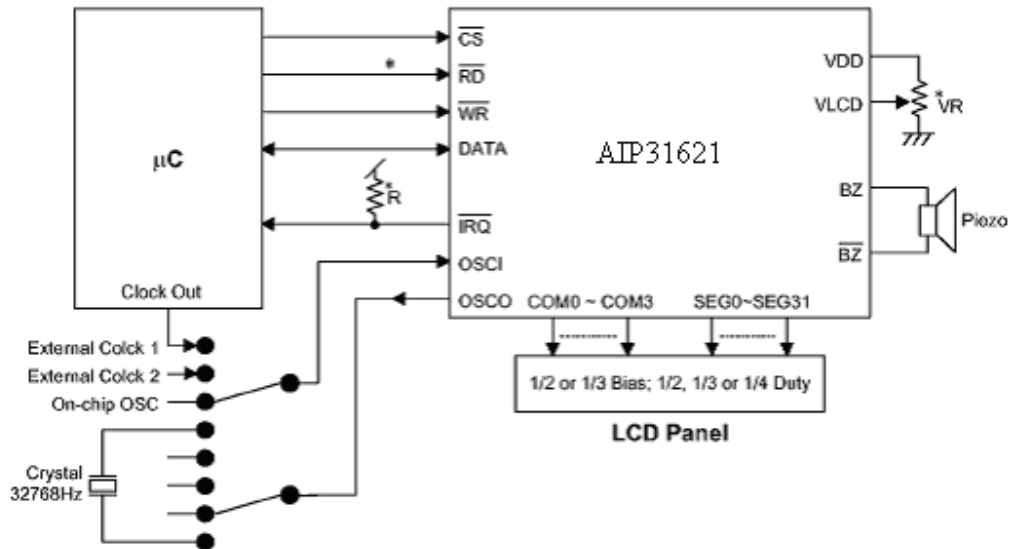 μC
Clock Out
CS
RD
*
WR
DATA
*
R
IRQ
OSCI
OSCO
AIP31621
VDD
VLCD
*
VR
BZ
BZ
Piezo
COM0 ~ COM3
SEG0~SEG31
1/2 or 1/3 Bias; 1/2, 1/3 or 1/4 Duty
LCD Panel
External Colck 1
External Colck 2
On-chip OSC
Crystal
32768Hz